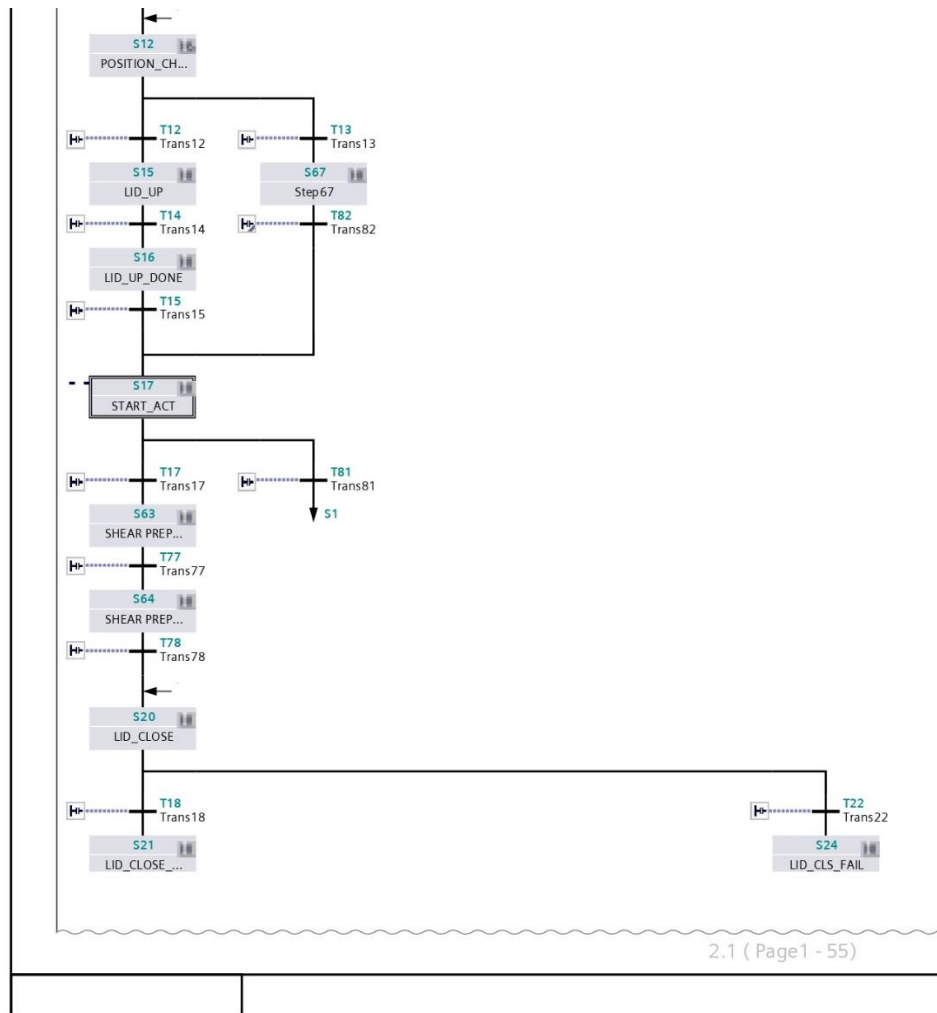 S12
POSITION_CH...
T12
Trans12
T13
Trans13
S15
LID_UP
S67
Step67
T14
Trans14
T82
Trans82
S16
LID_UP_DONE
T15
Trans15
S17
START_ACT
T17
Trans17
T81
Trans81
S63
SHEAR PREP...
S1
T77
Trans77
S64
SHEAR PREP...
T78
Trans78
S20
LID_CLOSE
T18
Trans18
T22
Trans22
S21
LID_CLOSE_...
S24
LID_CLS_FAIL
2.1 ( Page1 - 55)